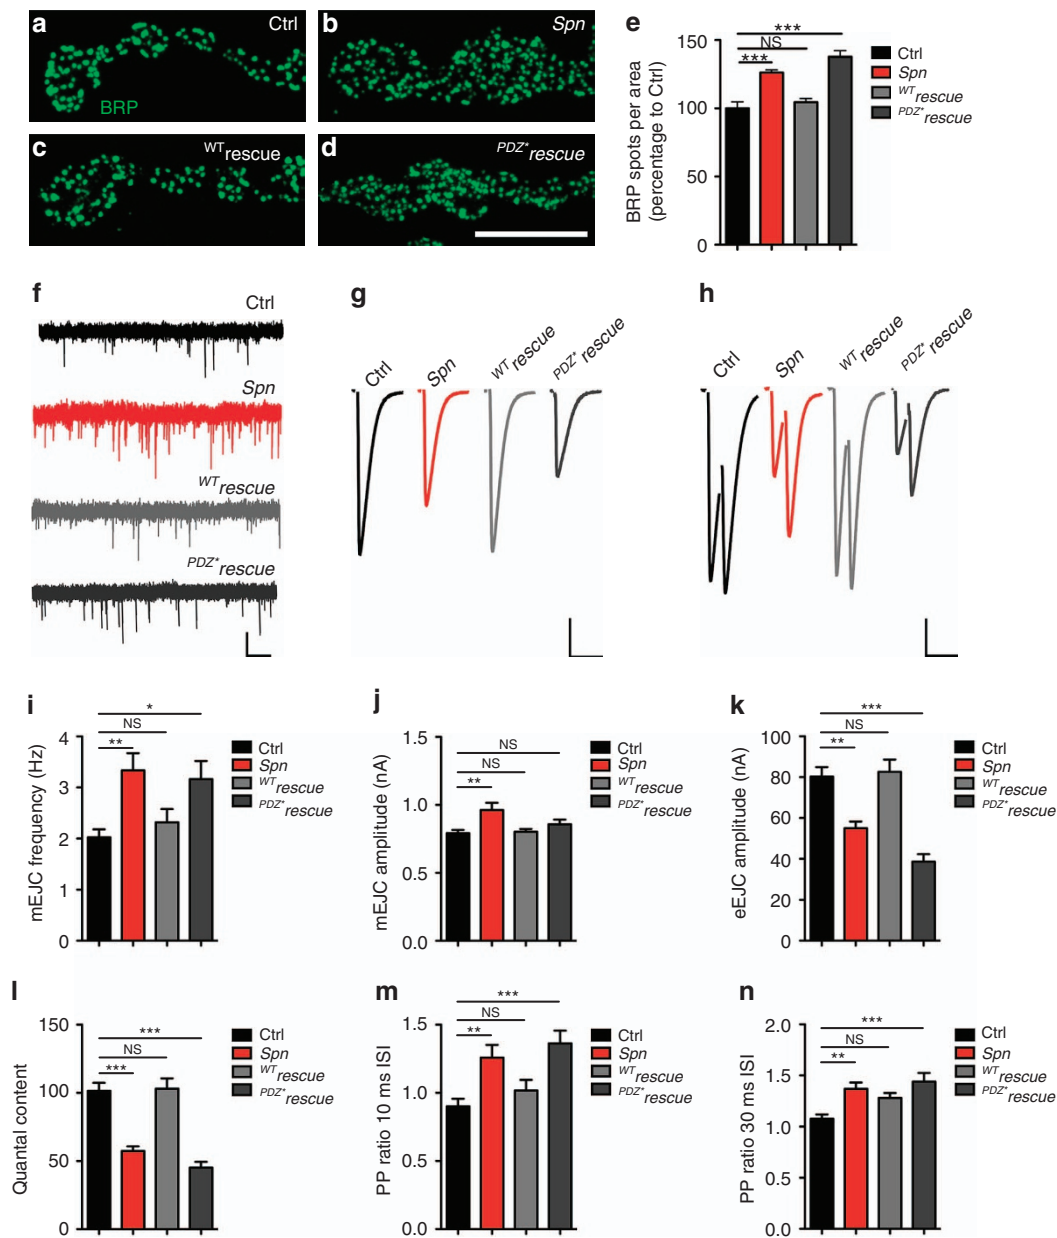 a
Ctrl
BRP
b
Spn
c
WTrescue
d
PDZ*rescue
e
BRP spots per area
(percentage to Ctrl)
150
100
50
0
***
NS
***
Ctrl
Spn
WTrescue
PDZ*rescue
f
Ctrl
Spn
WTrescue
PDZ*rescue
g
Ctrl
Spn
WTrescue
PDZ*rescue
h
Ctrl
Spn
WTrescue
PDZ*rescue
i
mEJC frequency (Hz)
4
3
2
1
0
*
NS
**
Ctrl
Spn
WTrescue
PDZ*rescue
j
mEJC amplitude (nA)
1.5
1.0
0.5
0.0
NS
NS
**
Ctrl
Spn
WTrescue
PDZ*rescue
k
eEJC amplitude (nA)
100
80
60
40
20
0
***
NS
**
Ctrl
Spn
WTrescue
PDZ*rescue
l
Quantal content
150
100
50
0
***
NS
***
Ctrl
Spn
WTrescue
PDZ*rescue
m
PP ratio 10 ms ISI
1.5
1.0
0.5
0.0
***
NS
**
Ctrl
Spn
WTrescue
PDZ*rescue
n
PP ratio 30 ms ISI
2.0
1.5
1.0
0.5
0.0
***
NS
**
Ctrl
Spn
WTrescue
PDZ*rescue